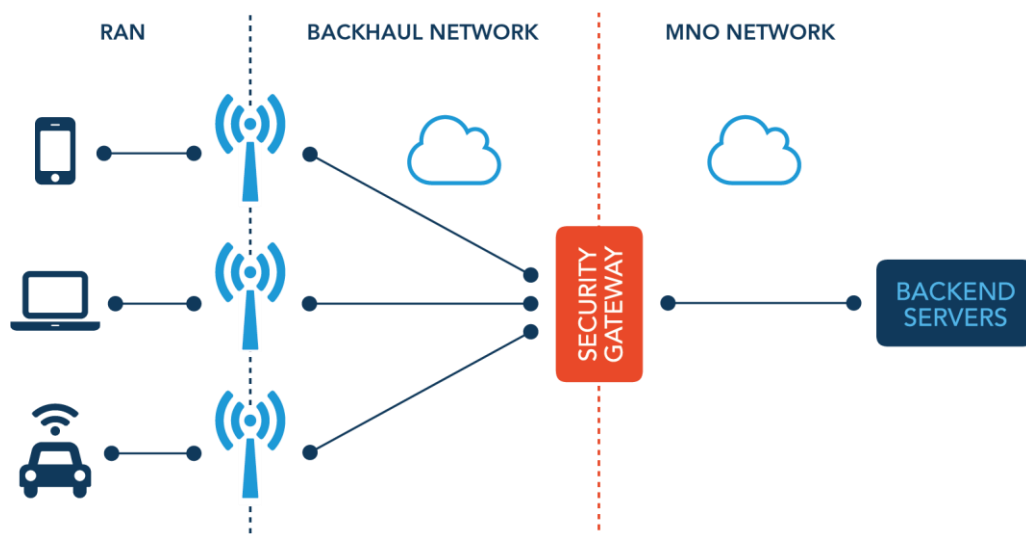 RAN
BACKHAUL NETWORK
MNO NETWORK
SECURITY
GATEWAY
BACKEND
SERVERS